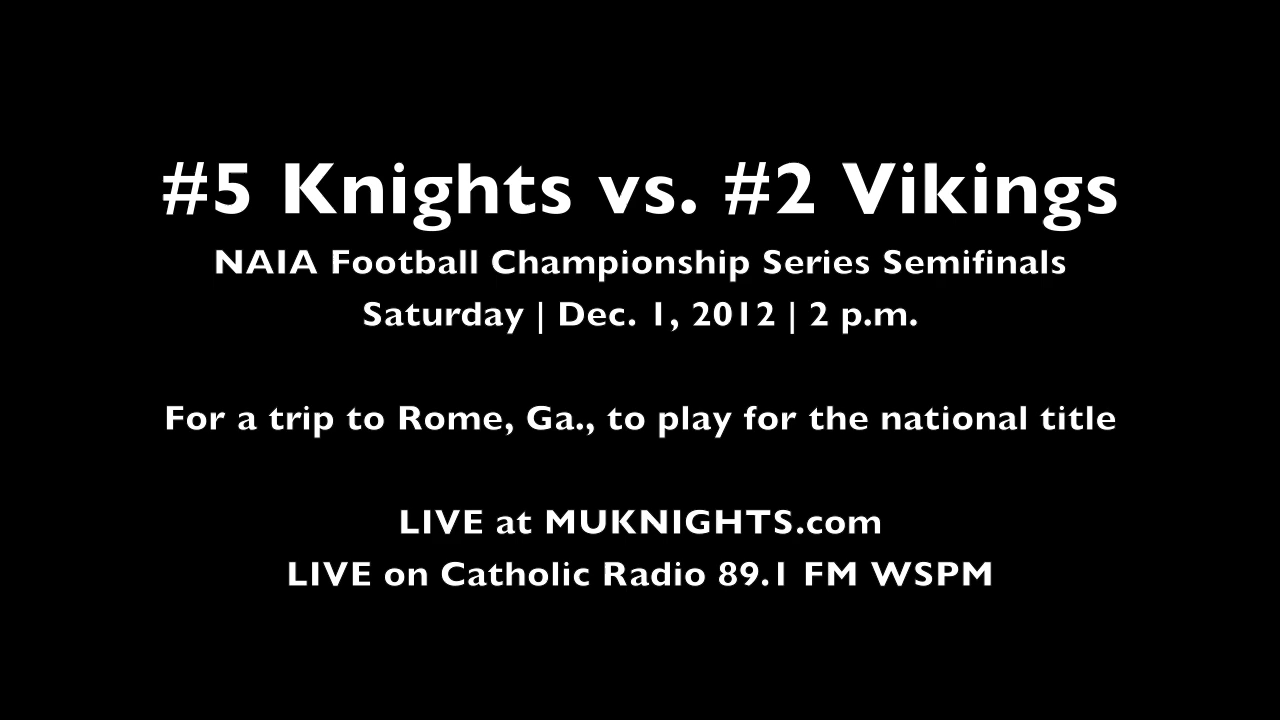 #5 Knights vs. #2 Vikings
NAIA Football Championship Series Semifinals
Saturday | Dec. 1, 2012 | 2 p.m.
For a trip to Rome, Ga., to play for the national title
LIVE at MUKNIGHTS.com
LIVE on Catholic Radio 89.1 FM WSPM